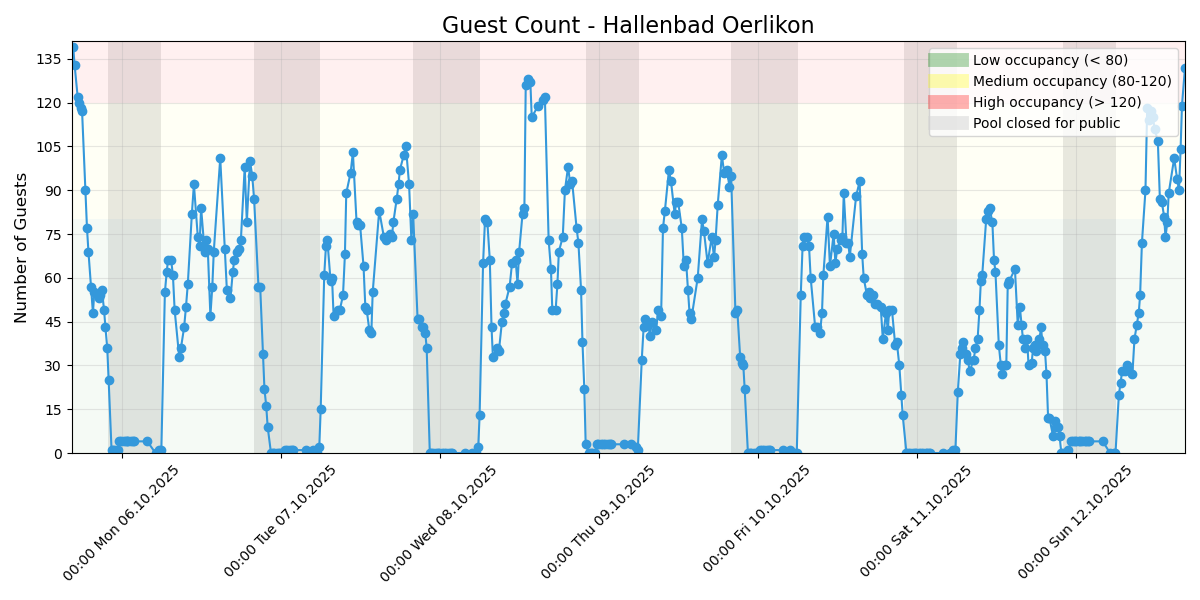 Guest Count - Hallenbad Oerlikon
Number of Guests
135
120
105
90
75
60
45
30
15
0
Low occupancy (< 80)
Medium occupancy (80-120)
High occupancy (> 120)
Pool closed for public
00:00 Mon 06.10.2025
00:00 Tue 07.10.2025
00:00 Wed 08.10.2025
00:00 Thu 09.10.2025
00:00 Fri 10.10.2025
00:00 Sat 11.10.2025
00:00 Sun 12.10.2025